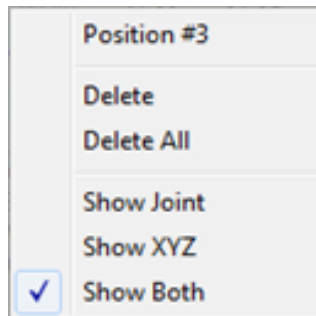 Position #3
Delete
Delete All
Show Joint
Show XYZ
Show Both